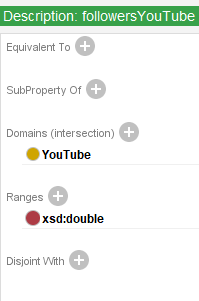 Description: followersYouTube
Equivalent To
SubProperty Of
Domains (intersection)
YouTube
Ranges
xsd:double
Disjoint With